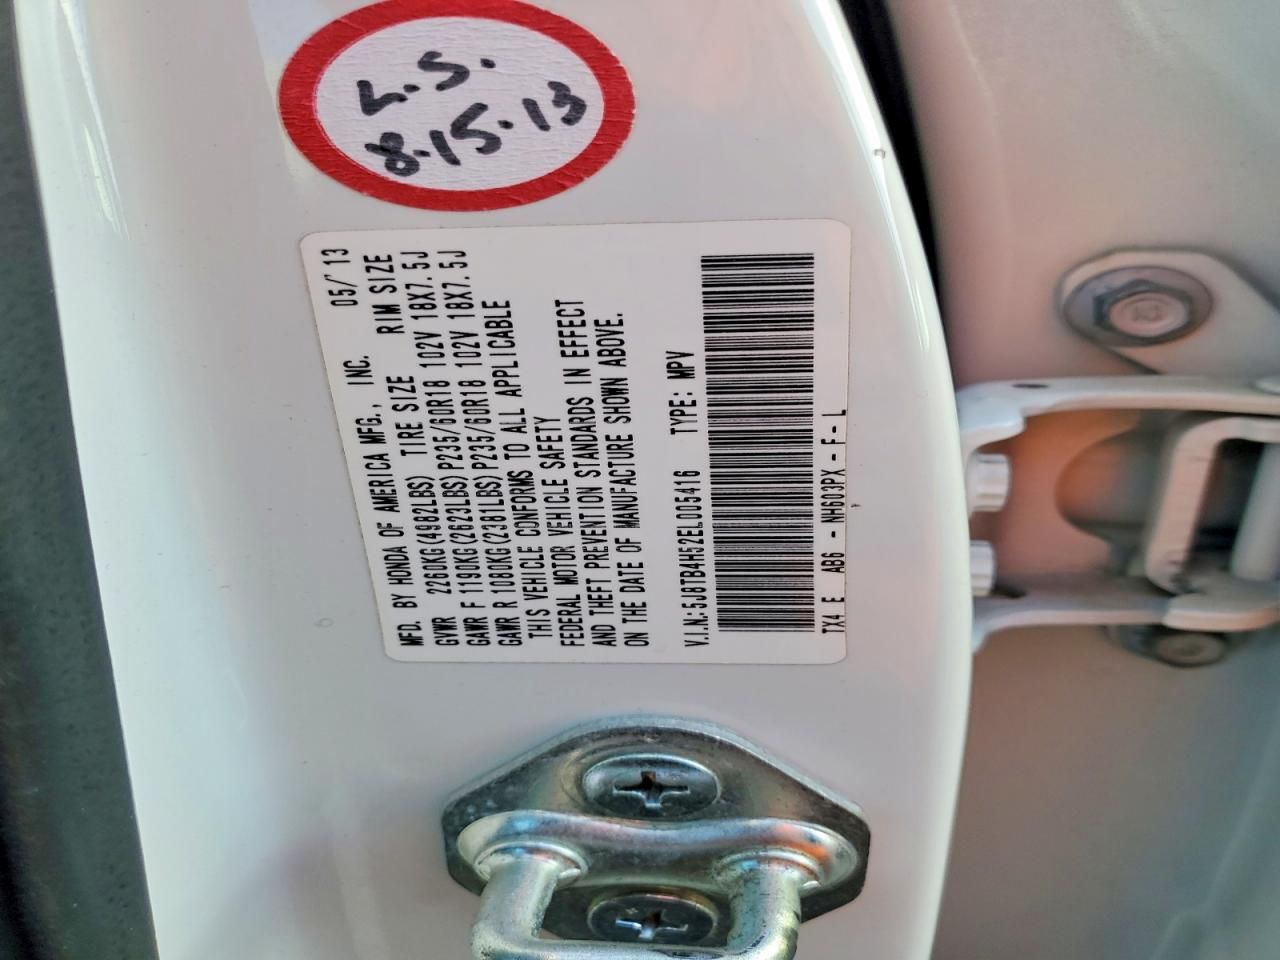 L.S.
8.15.13
MFD. BY HONDA OF AMERICA MFG., INC. 05/'13
GVWR 2260KG(4982LBS) TIRE SIZE RIM SIZE
GAWR F 1190KG(2623LBS)P235/60R18 102V 18X7.5J
GAWR R 1080KG(2381LBS)P235/60R18 102V 18X7.5J
THIS VEHICLE CONFORMS TO ALL APPLICABLE
FEDERAL MOTOR VEHICLE SAFETY
AND THEFT PREVENTION STANDARDS IN EFFECT
ON THE DATE OF MANUFACTURE SHOWN ABOVE.
V.I.N.:5J8TB4H52EL005416 TYPE: MPV
TX4 E AB6 - NH603PX - F - L